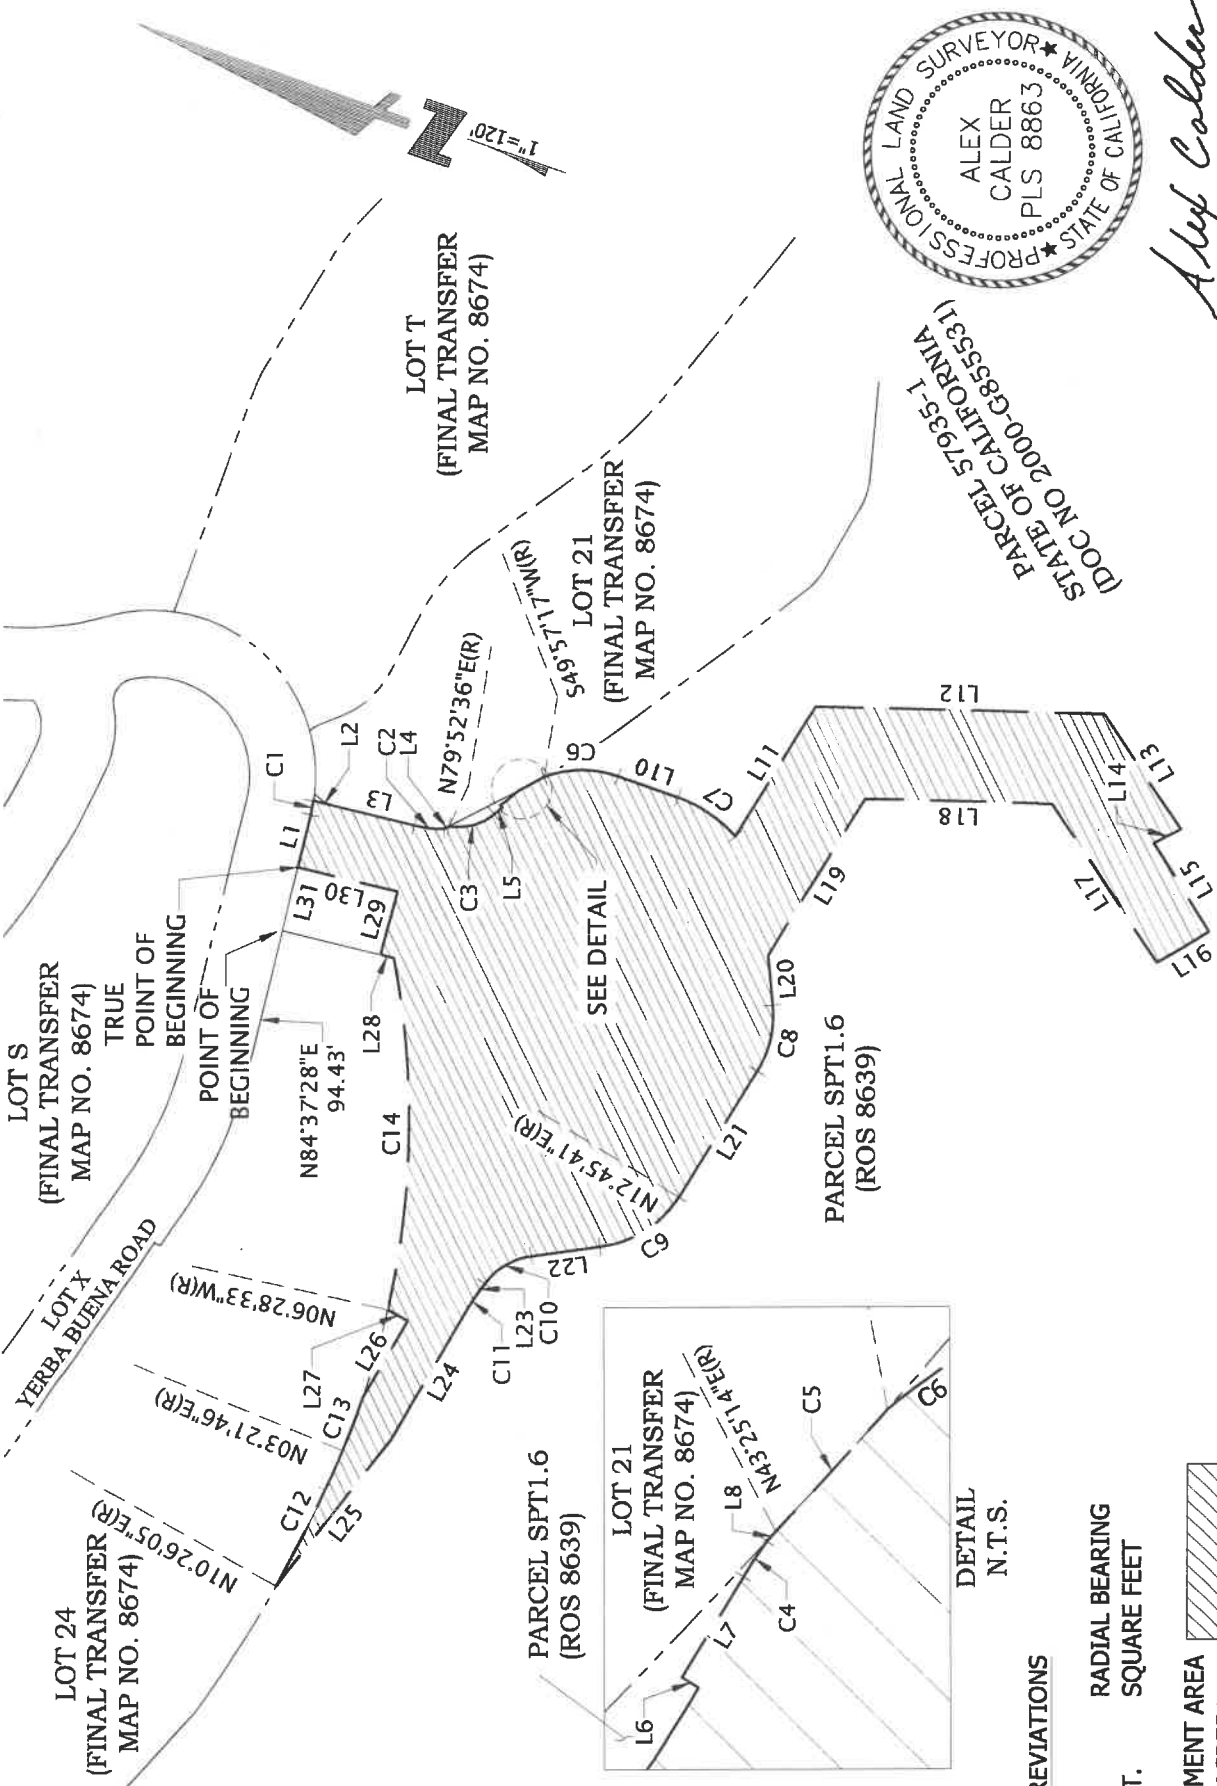 LOT S
(FINAL TRANSFER
MAP NO. 8674)
TRUE
POINT OF
BEGINNING
POINT OF
BEGINNING
N84°37'28"E
94.43'
LOT X
YERBA BUENA ROAD
LOT 24
(FINAL TRANSFER
MAP NO. 8674)
N10°26'05"E(R)
N03°21'46"E(R)
N06°28'33"W(R)
C12
C13
L25
L26
L27
L24
C11
L23
C10
L22
C9
N12°45'41"E(R)
C14
L28
L29
L30
L31
L1
C1
L2
L3
C2
L4
C3
L5
N79°52'36"E(R)
S49°57'17"W(R)
SEE DETAIL
C6
L10
C7
L11
L12
L13
L14
L15
L16
L17
L18
L19
L20
C8
L21
PARCEL SPT1.6
(ROS 8639)
LOT T
(FINAL TRANSFER
MAP NO. 8674)
LOT 21
(FINAL TRANSFER
MAP NO. 8674)
PARCEL 57935-1
STATE OF CALIFORNIA
(DOC NO 2000-G855531)
1"=120'
PROFESSIONAL LAND SURVEYOR
STATE OF CALIFORNIA
ALEX
CALDER
PLS 8863
Alex Calder
PARCEL SPT1.6
(ROS 8639)
LOT 21
(FINAL TRANSFER
MAP NO. 8674)
N43°25'14"E(R)
L6
L7
C4
L8
C5
C6
DETAIL
N.T.S.
REVIATIONS
RADIAL BEARING
T. SQUARE FEET
MENT AREA